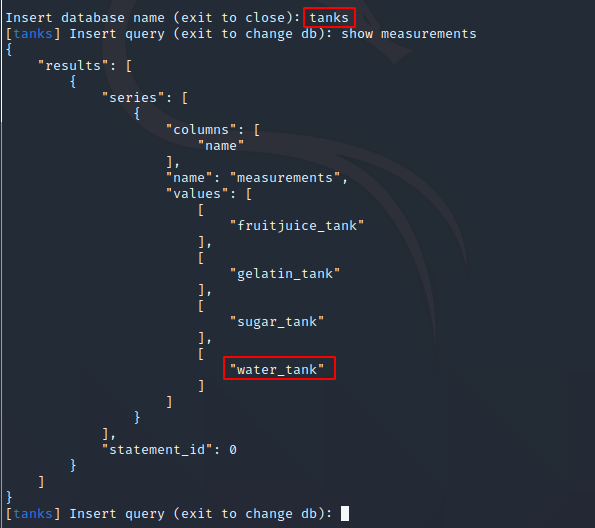 Insert database name (exit to close): tanks
[tanks] Insert query (exit to change db): show measurements
{
    "results": [
        {
            "series": [
                {
                    "columns": [
                        "name"
                    ],
                    "name": "measurements",
                    "values": [
                        [
                            "fruitjuice_tank"
                        ],
                        [
                            "gelatin_tank"
                        ],
                        [
                            "sugar_tank"
                        ],
                        [
                            "water_tank"
                        ]
                    ]
                }
            ],
            "statement_id": 0
        }
    ]
}
[tanks] Insert query (exit to change db):